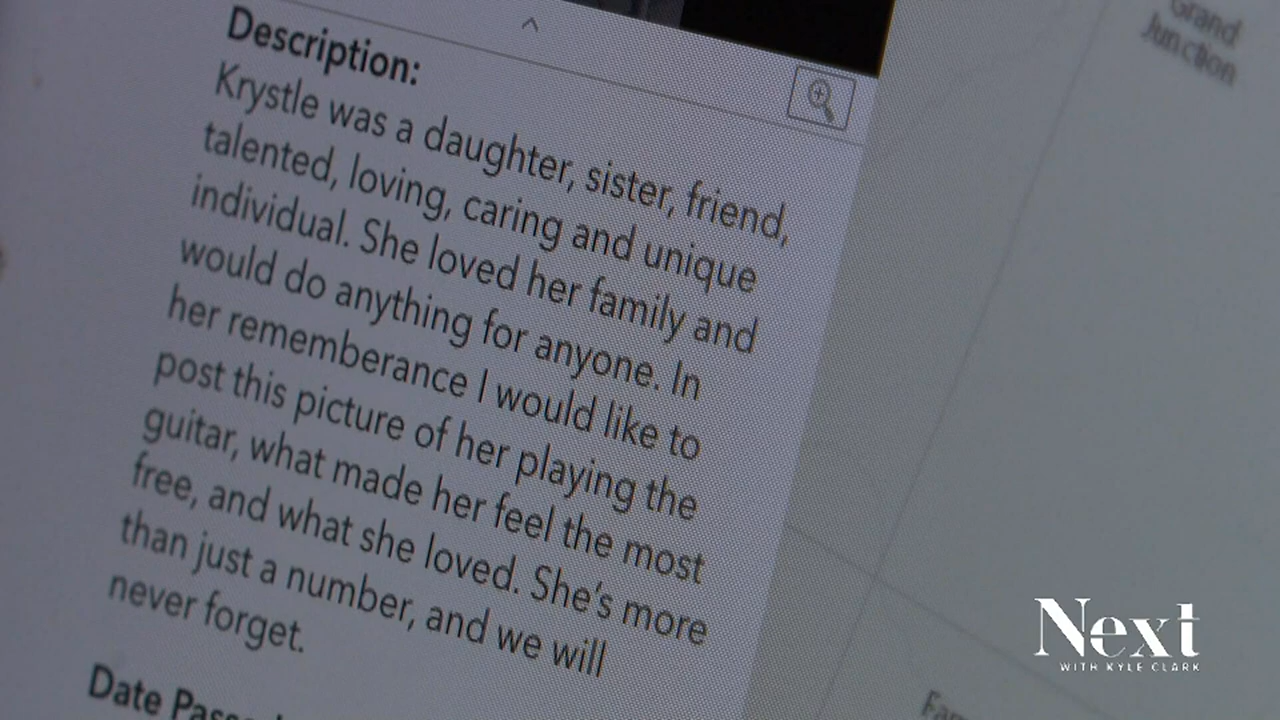 Description:
Krystle was a daughter, sister, friend,
talented, loving, caring and unique
individual. She loved her family and
would do anything for anyone. In
her rememberance I would like to
post this picture of her playing the
guitar, what made her feel the most
free, and what she loved. She's more
than just a number, and we will
never forget.
Date
Grand
Junction
Next
WITH KYLE CLARK